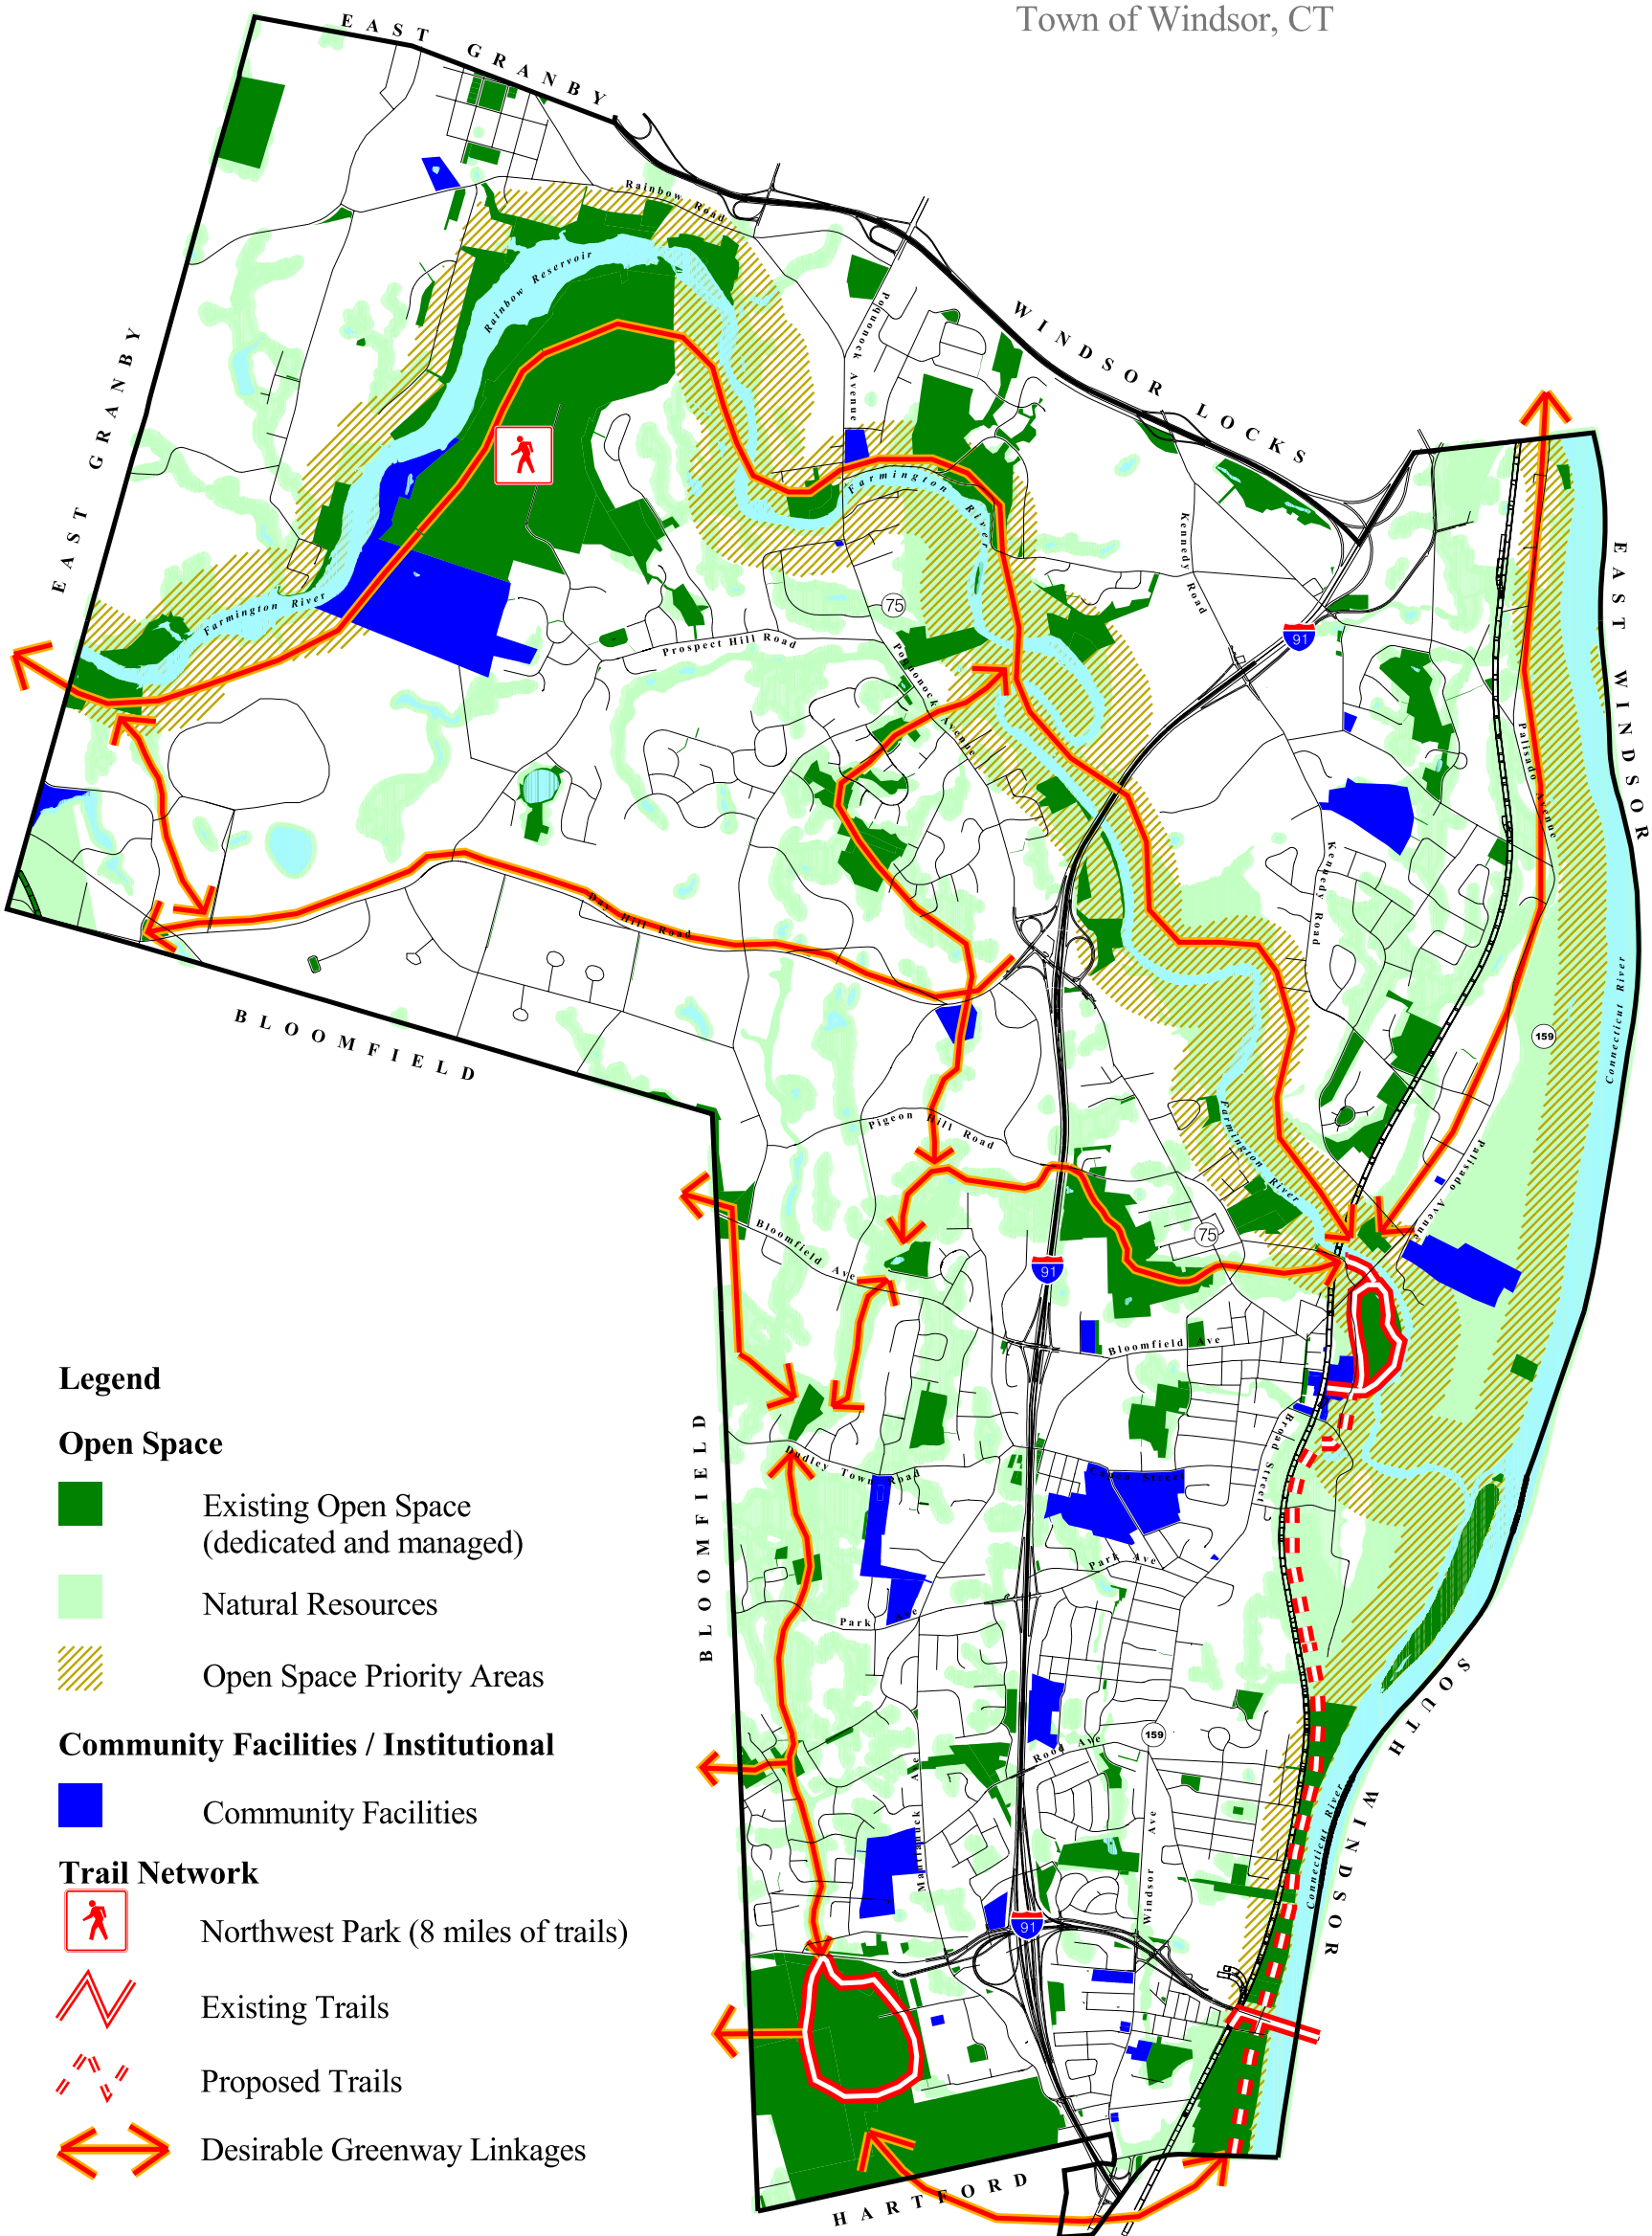 Town of Windsor, CT
EAST GRANBY
Rainbow Road
Rainbow Reservoir
Poquonock Avenue
WINDSOR LOCKS
EAST GRANBY
Farmington River
Kennedy Road
EAST WINDSOR
Farmington River
75
91
Prospect Hill Road
Poquonock Avenue
Palisado Avenue
Kennedy Road
Day Hill Road
Connecticut River
159
BLOOMFIELD
Pigeon Hill Road
Farmington River
Palisado Avenue
Bloomfield Ave
75
91
Bloomfield Ave
Legend
BLOOMFIELD
Broad Street
Open Space
Dudley Town Road
Existing Open Space
(dedicated and managed)
Park Ave
Natural Resources
Park Ave
Open Space Priority Areas
SOUTH WINDSOR
Community Facilities / Institutional
159
Rood Ave
Community Facilities
Windsor Ave
Connecticut River
Trail Network
Northwest Park (8 miles of trails)
91
Existing Trails
Proposed Trails
Desirable Greenway Linkages
HARTFORD